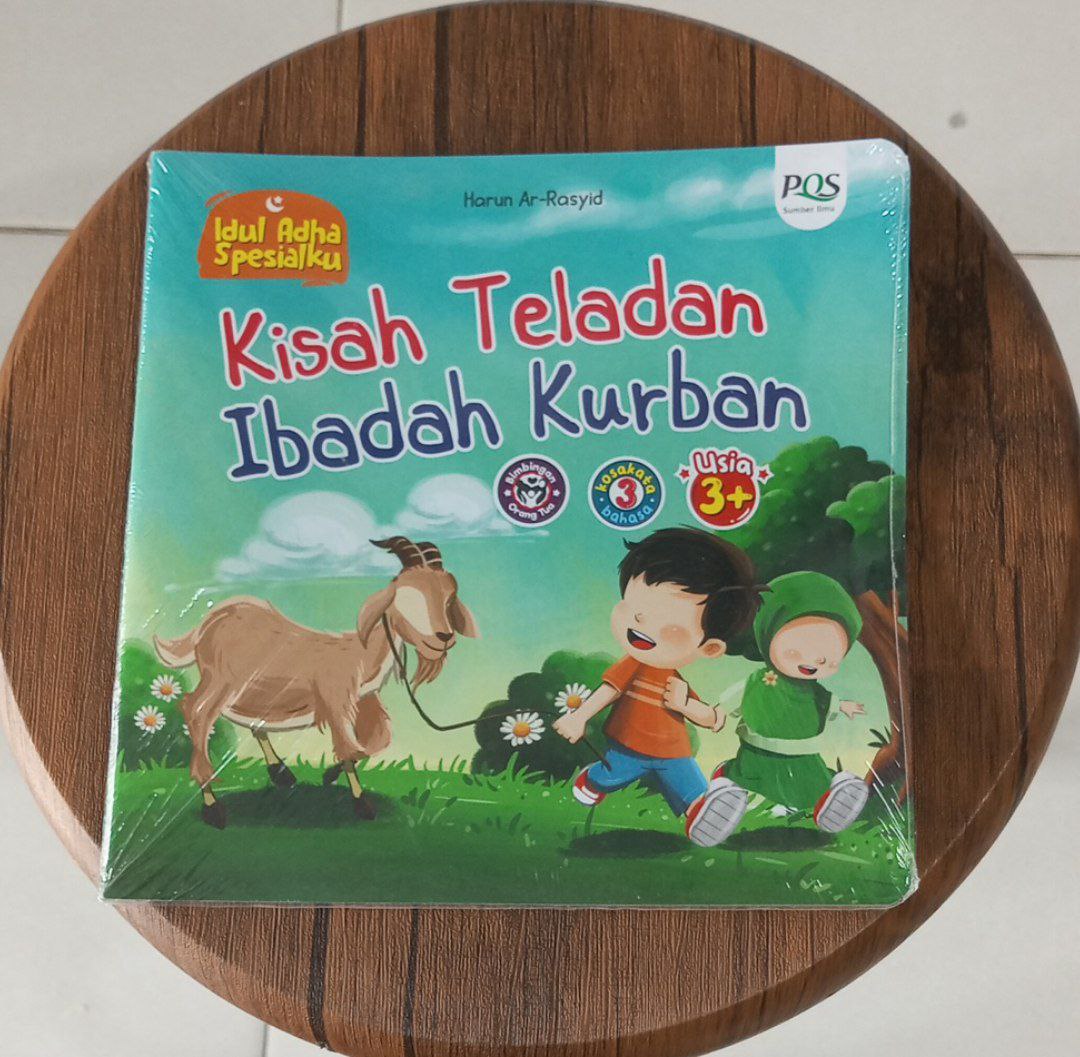 Harun Ar-Rasyid
PQS
Sumber Ilmu
Idul Adha
Spesialku
Kisah Teladan
Ibadah Kurban
Bimbingan
Orang Tua
kosakata
3
bahasa
Usia
3+